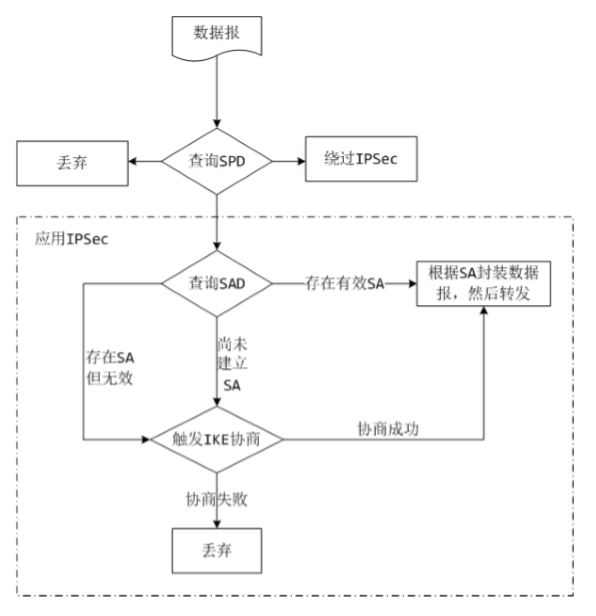 数据报
丢弃
查询SPD
绕过IPSec
应用IPSec
查询SAD
存在有效SA
根据SA封装数据
报，然后转发
存在SA
但无效
尚未
建立
SA
触发IKE协商
协商成功
协商失败
丢弃